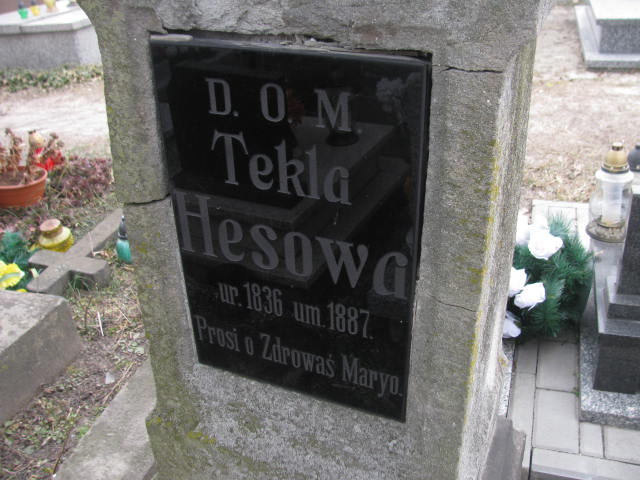 D. O. M.
Tekla
Hesowa
ur. 1836 um. 1887.
Prosi o Zdrowaś Maryo.